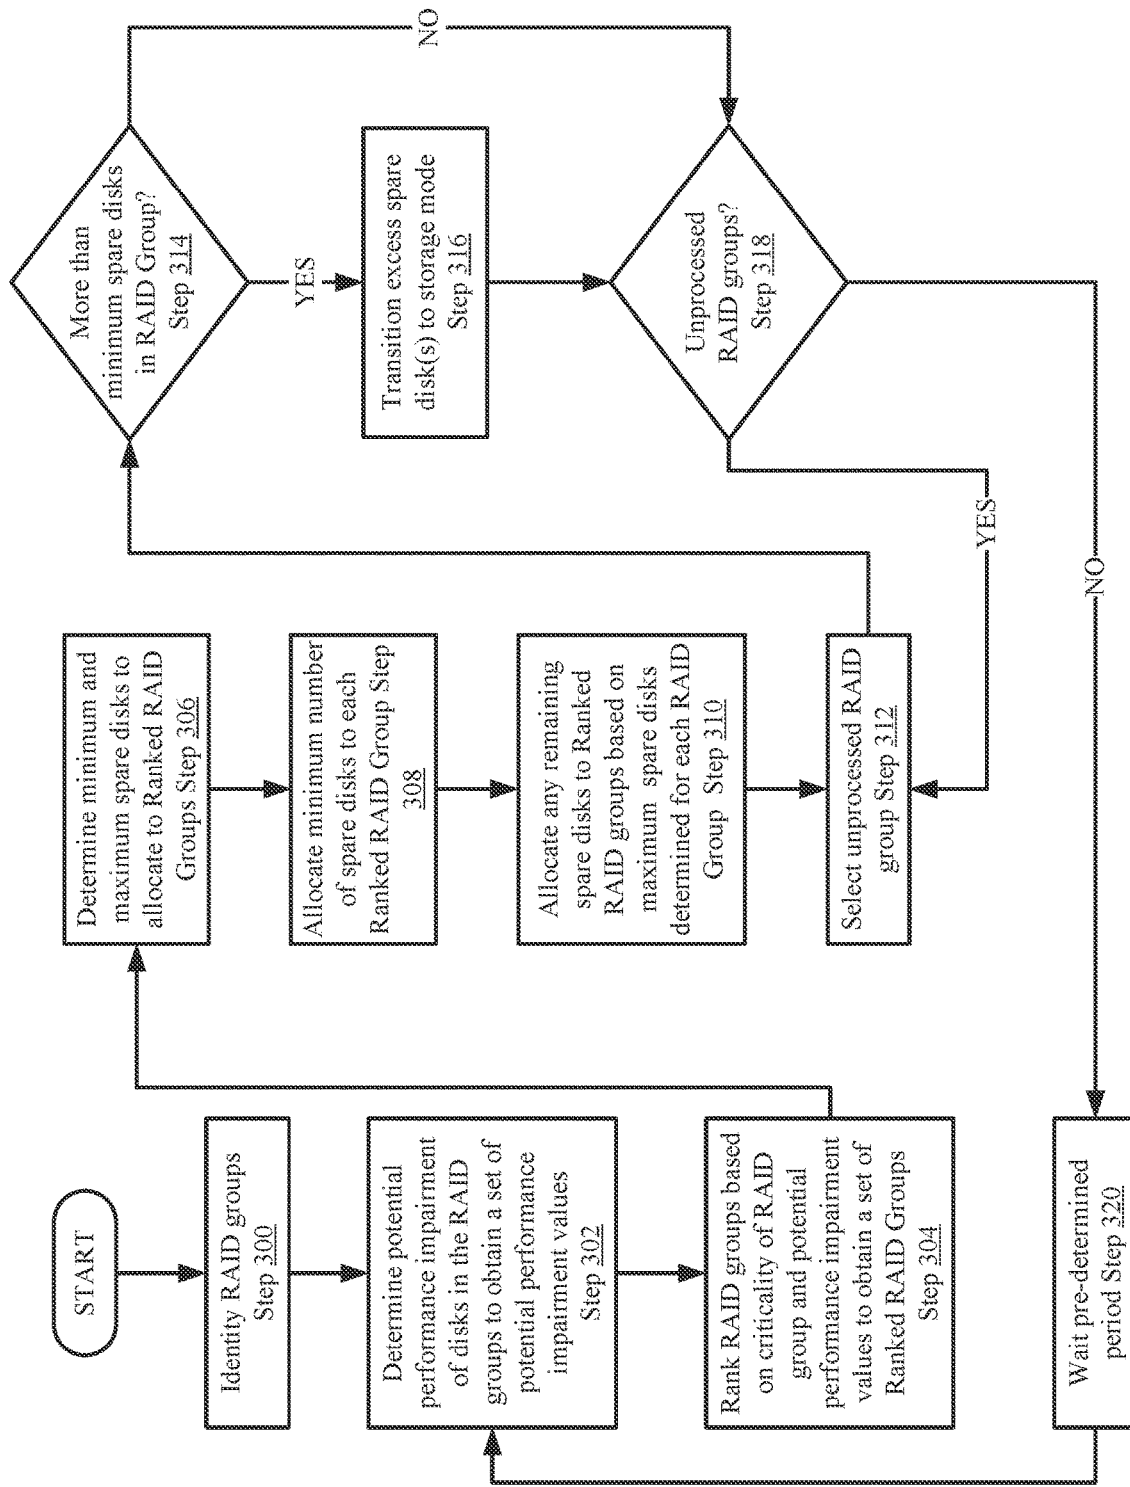 START
Identity RAID groups
Step 300
Determine potential
performance impairment
of disks in the RAID
groups to obtain a set of
potential performance
impairment values
Step 302
Rank RAID groups based
on criticality of RAID
group and potential
performance impairment
values to obtain a set of
Ranked RAID Groups
Step 304
Wait pre-determined
period Step 320
Determine minimum and
maximum spare disks to
allocate to Ranked RAID
Groups Step 306
Allocate minimum number
of spare disks to each
Ranked RAID Group Step
308
Allocate any remaining
spare disks to Ranked
RAID groups based on
maximum spare disks
determined for each RAID
Group Step 310
Select unprocessed RAID
group Step 312
More than
minimum spare disks
in RAID Group?
Step 314
NO
YES
Transition excess spare
disk(s) to storage mode
Step 316
Unprocessed
RAID groups?
Step 318
YES
NO